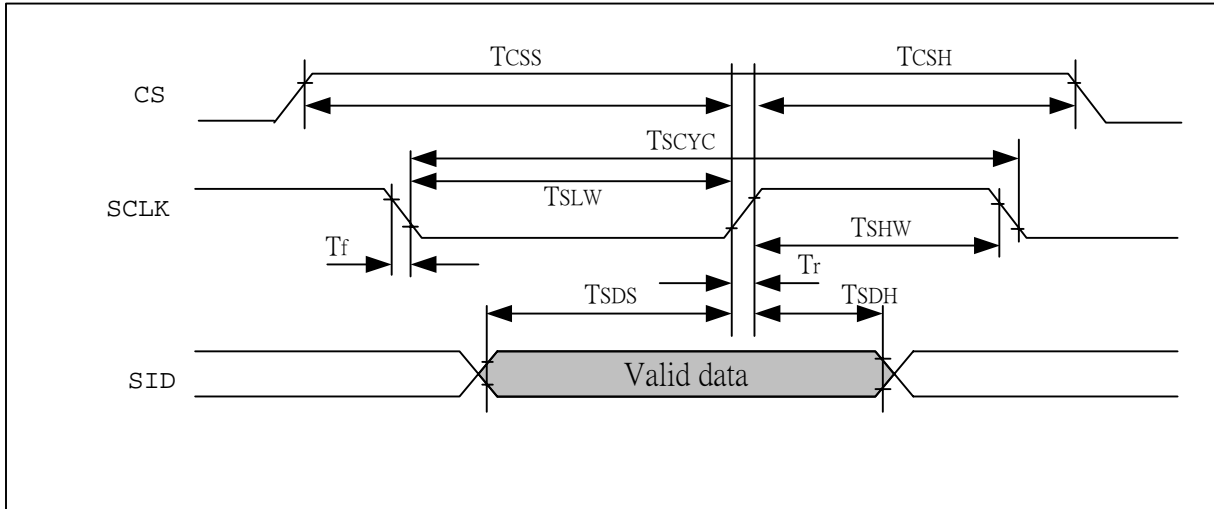 TCSS
TCSH
CS
TSCYC
TSLW
SCLK
TSHW
Tf
Tr
TSDS
TSDH
SID
Valid data